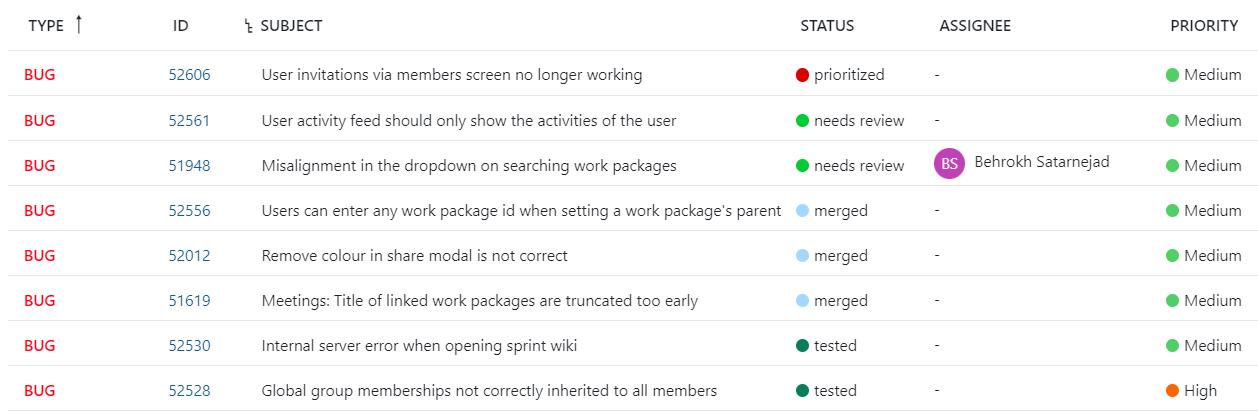 TYPE ID SUBJECT STATUS ASSIGNEE PRIORITY
BUG 52606 User invitations via members screen no longer working prioritized - Medium
BUG 52561 User activity feed should only show the activities of the user needs review - Medium
BUG 51948 Misalignment in the dropdown on searching work packages needs review BS Behrokh Satarnejad Medium
BUG 52556 Users can enter any work package id when setting a work package's parent merged - Medium
BUG 52012 Remove colour in share modal is not correct merged - Medium
BUG 51619 Meetings: Title of linked work packages are truncated too early merged - Medium
BUG 52530 Internal server error when opening sprint wiki tested - Medium
BUG 52528 Global group memberships not correctly inherited to all members tested - High